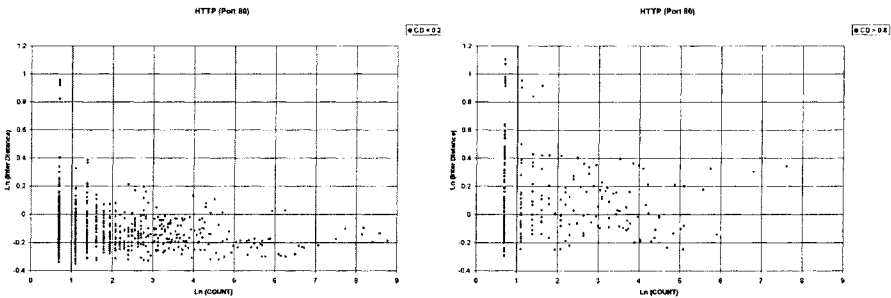 HTTP (Port 80)
CD < 0.2
1.2
1
0.8
0.6
0.4
0.2
0
-0.2
-0.4
Ln (Inter Distance)
0 1 2 3 4 5 6 7 8 9
Ln (COUNT)
HTTP (Port 80)
CD > 0.8
1.2
1
0.8
0.6
0.4
0.2
0
-0.2
-0.4
Ln (Inter Distance)
0 1 2 3 4 5 6 7 8 9
Ln (COUNT)